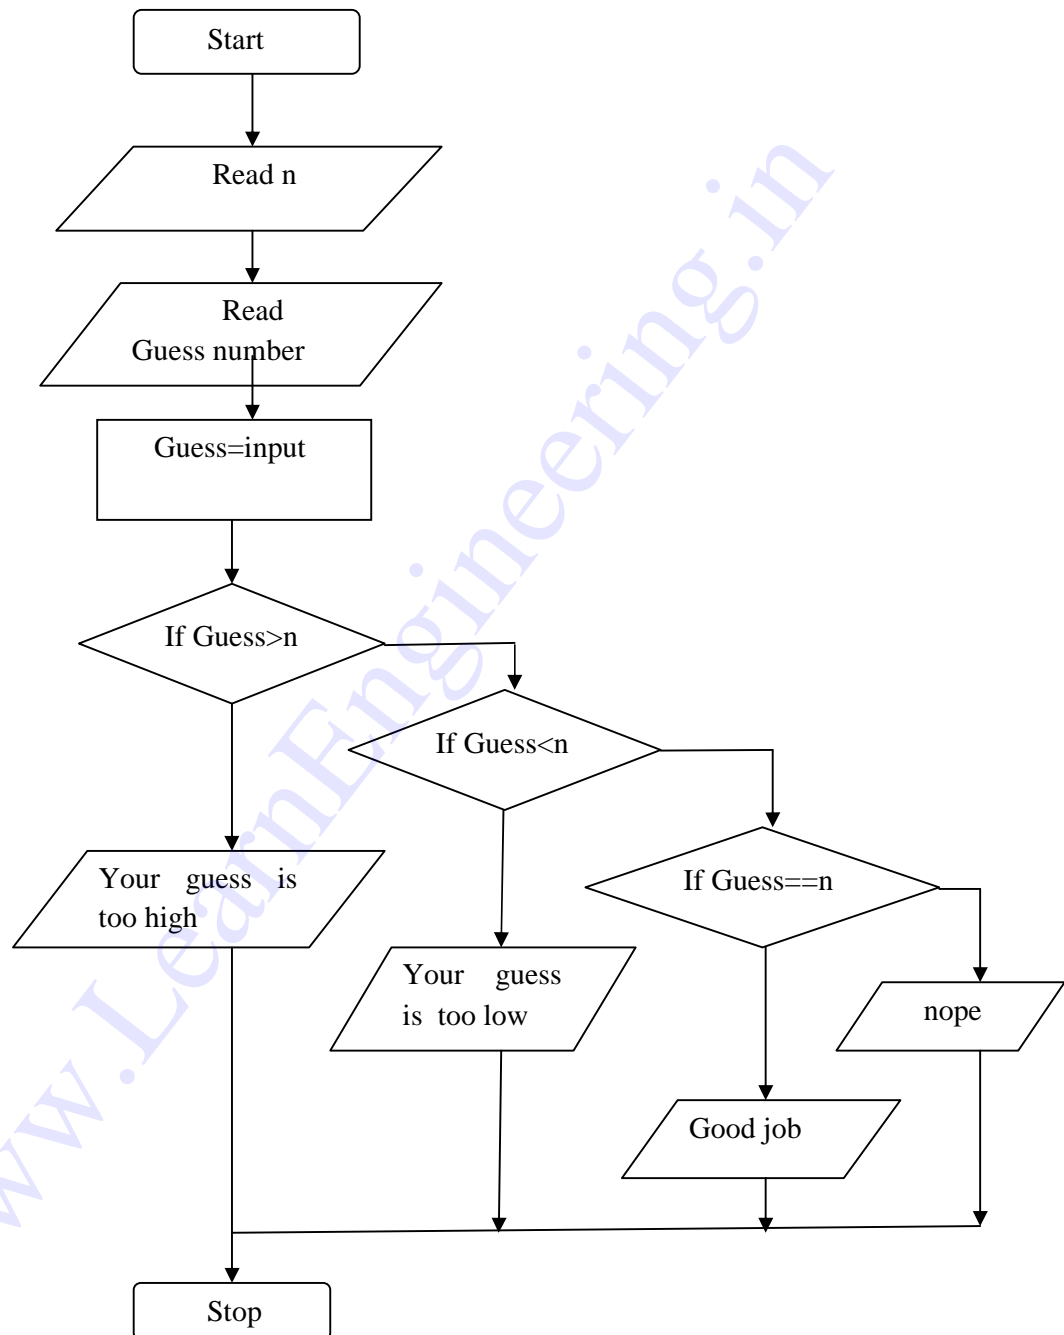 Start
Read n
Read
Guess number
Guess=input
If Guess>n
If Guess<n
If Guess==n
Your guess is
too high
Your guess
is too low
nope
Good job
Stop
www.LearnEngineering.in